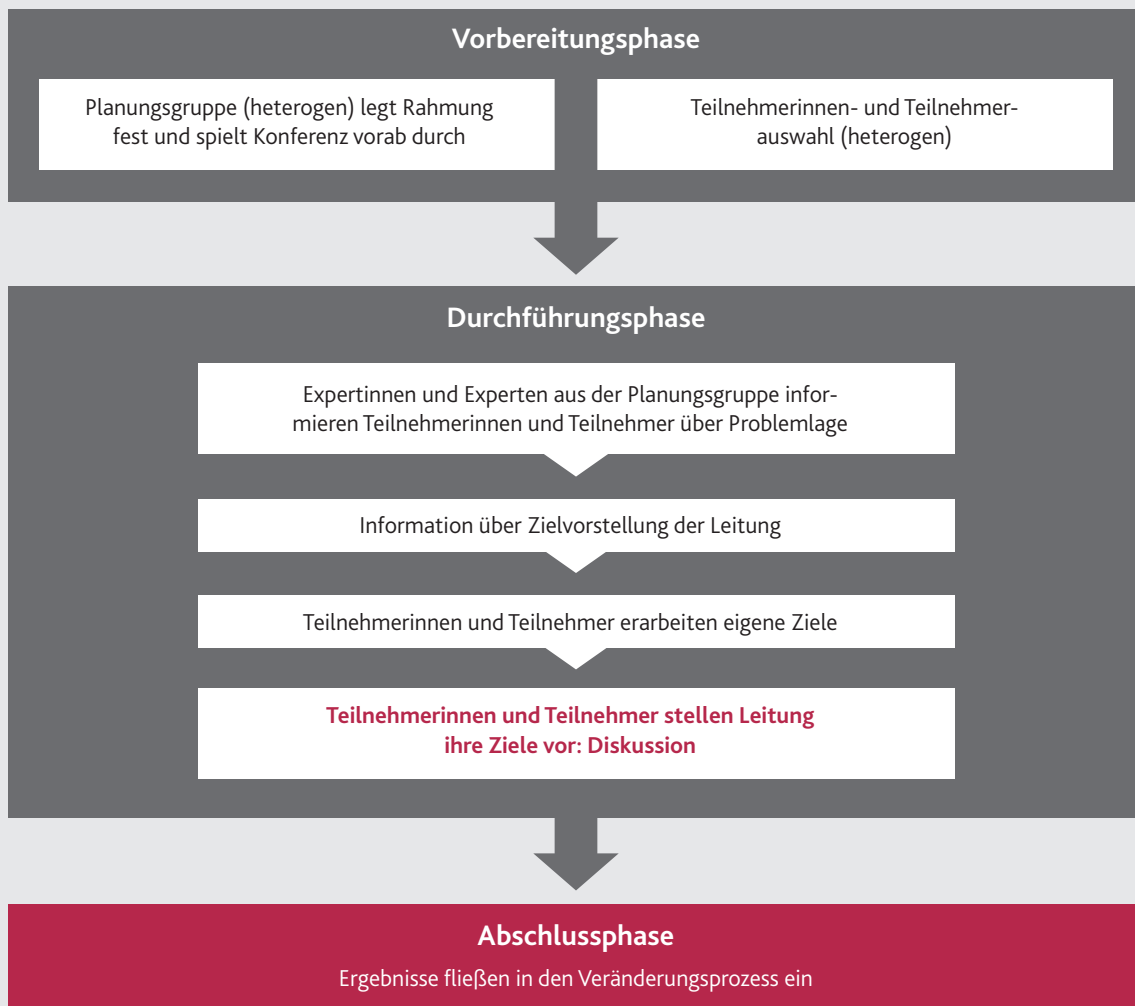 Vorbereitungsphase
Planungsgruppe (heterogen) legt Rahmung
fest und spielt Konferenz vorab durch
Teilnehmerinnen- und Teilnehmer-
auswahl (heterogen)
Durchführungsphase
Expertinnen und Experten aus der Planungsgruppe infor-
mieren Teilnehmerinnen und Teilnehmer über Problemlage
Information über Zielvorstellung der Leitung
Teilnehmerinnen und Teilnehmer erarbeiten eigene Ziele
Teilnehmerinnen und Teilnehmer stellen Leitung
ihre Ziele vor: Diskussion
Abschlussphase
Ergebnisse fließen in den Veränderungsprozess ein